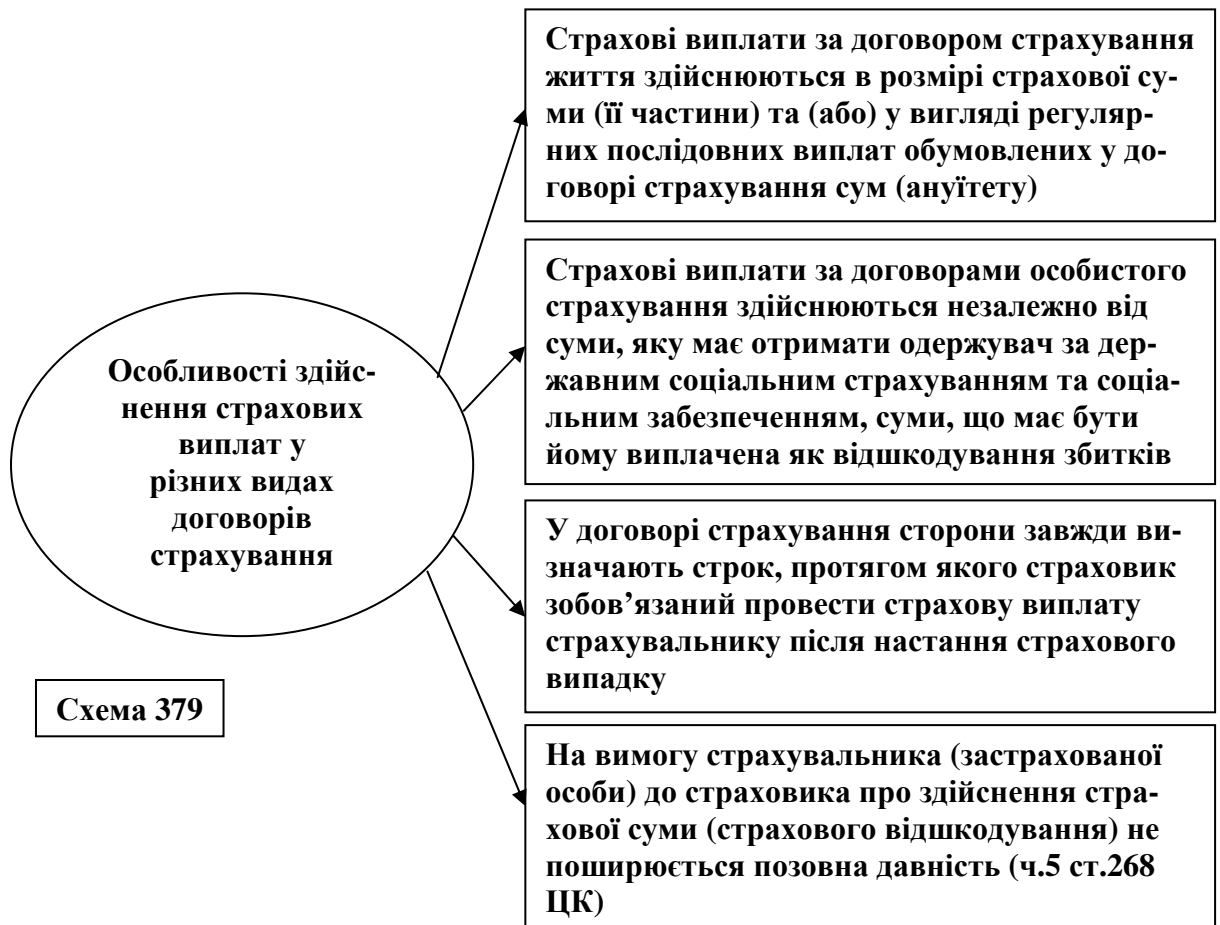 Страхові виплати за договором страхування
життя здійснюються в розмірі страхової су-
ми (її частини) та (або) у вигляді регуляр-
них послідовних виплат обумовлених у до-
говорі страхування сум (ануїтету)
Страхові виплати за договорами особистого
страхування здійснюються незалежно від
суми, яку має отримати одержувач за дер-
жавним соціальним страхуванням та соціа-
льним забезпеченням, суми, що має бути
йому виплачена як відшкодування збитків
Особливості здійс-
нення страхових
виплат у
різних видах
договорів
страхування
У договорі страхування сторони завжди ви-
значають строк, протягом якого страховик
зобов’язаний провести страхову виплату
страхувальнику після настання страхового
випадку
Схема 379
На вимогу страхувальника (застрахованої
особи) до страховика про здійснення стра-
хової суми (страхового відшкодування) не
поширюється позовна давність (ч.5 ст.268
ЦК)